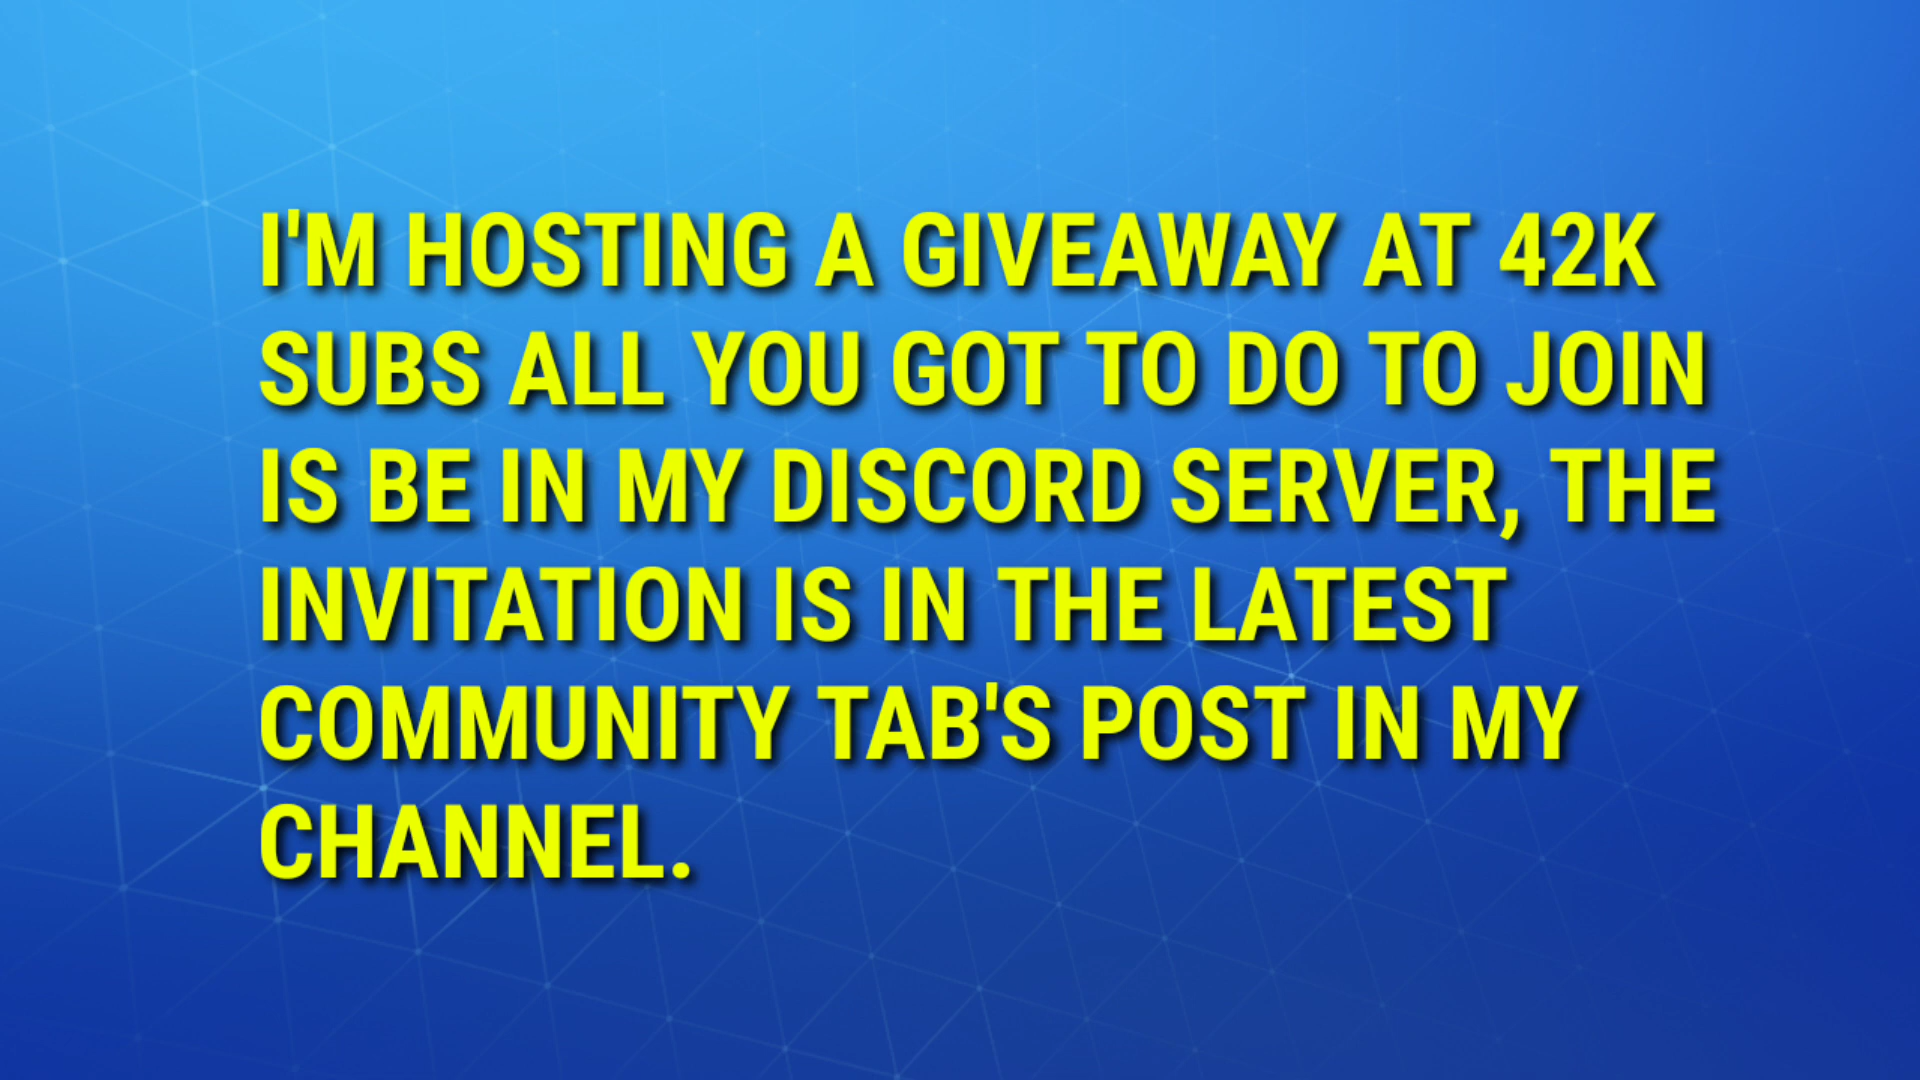 I'M HOSTING A GIVEAWAY AT 42K
SUBS ALL YOU GOT TO DO TO JOIN
IS BE IN MY DISCORD SERVER, THE
INVITATION IS IN THE LATEST
COMMUNITY TAB'S POST IN MY
CHANNEL.